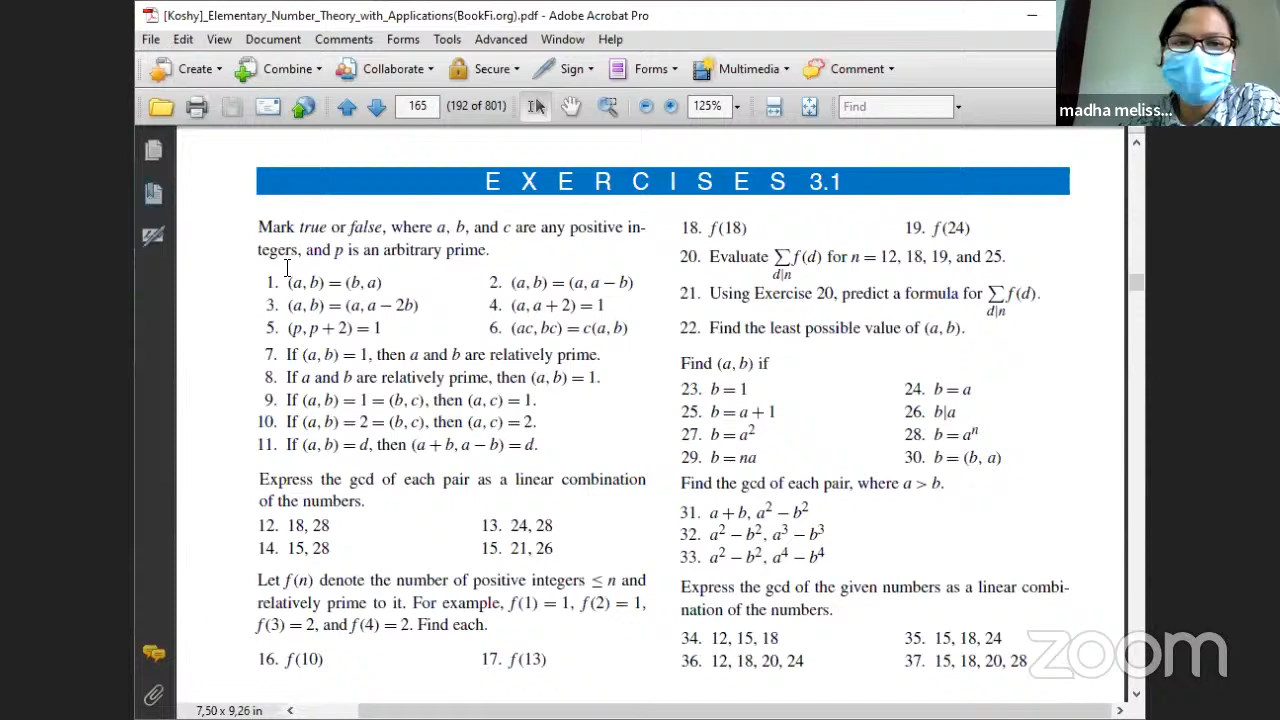 [Koshy]_Elementary_Number_Theory_with_Applications(BookFi.org).pdf - Adobe Acrobat Pro
File Edit View Document Comments Forms Tools Advanced Window Help
Create Combine Collaborate Secure Sign Forms Multimedia Comment
165 (192 of 801) 125% Find
madha meliss...
EXERCISES 3.1
Mark true or false, where a, b, and c are any positive in-
tegers, and p is an arbitrary prime.
1. (a, b) = (b, a) 2. (a, b) = (a, a − b)
3. (a, b) = (a, a − 2b) 4. (a, a + 2) = 1
5. (p, p + 2) = 1 6. (ac, bc) = c(a, b)
7. If (a, b) = 1, then a and b are relatively prime.
8. If a and b are relatively prime, then (a, b) = 1.
9. If (a, b) = 1 = (b, c), then (a, c) = 1.
10. If (a, b) = 2 = (b, c), then (a, c) = 2.
11. If (a, b) = d, then (a + b, a − b) = d.
Express the gcd of each pair as a linear combination
of the numbers.
12. 18, 28 13. 24, 28
14. 15, 28 15. 21, 26
Let f(n) denote the number of positive integers ≤ n and
relatively prime to it. For example, f(1) = 1, f(2) = 1,
f(3) = 2, and f(4) = 2. Find each.
16. f(10) 17. f(13)
18. f(18) 19. f(24)
20. Evaluate ∑ f(d) for n = 12, 18, 19, and 25.
d|n
21. Using Exercise 20, predict a formula for ∑ f(d).
d|n
22. Find the least possible value of (a, b).
Find (a, b) if
23. b = 1 24. b = a
25. b = a + 1 26. b|a
27. b = a² 28. b = aⁿ
29. b = na 30. b = (b, a)
Find the gcd of each pair, where a > b.
31. a + b, a² − b²
32. a² − b², a³ − b³
33. a² − b², a⁴ − b⁴
Express the gcd of the given numbers as a linear combi-
nation of the numbers.
34. 12, 15, 18 35. 15, 18, 24
36. 12, 18, 20, 24 37. 15, 18, 20, 28
zoom
7,50 x 9,26 in